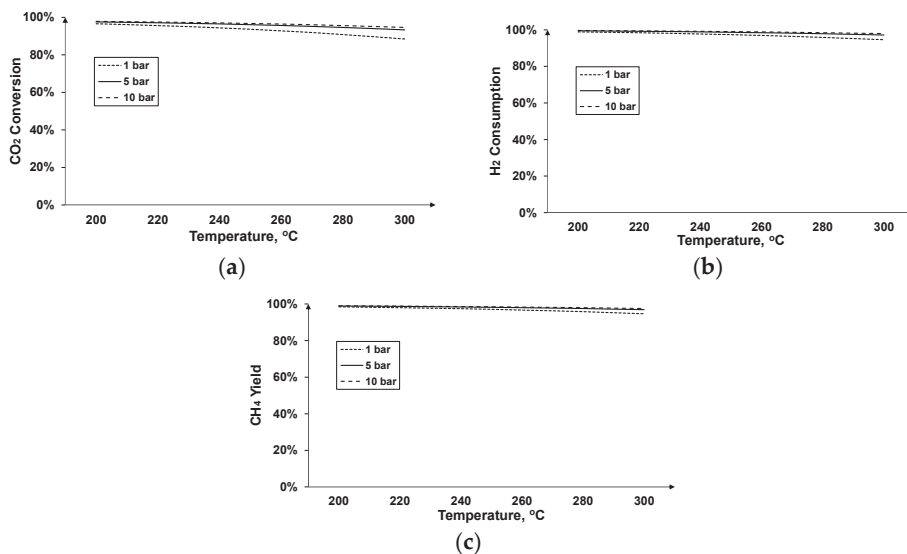 100%
80%
60%
40%
20%
0%
CO2 Conversion
1 bar
5 bar
10 bar
200 220 240 260 280 300
Temperature, ºC
(a)
100%
80%
60%
40%
20%
0%
H2 Consumption
1 bar
5 bar
10 bar
200 220 240 260 280 300
Temperature, ºC
(b)
100%
80%
60%
40%
20%
0%
CH4 Yield
1 bar
5 bar
10 bar
200 220 240 260 280 300
Temperature, ºC
(c)